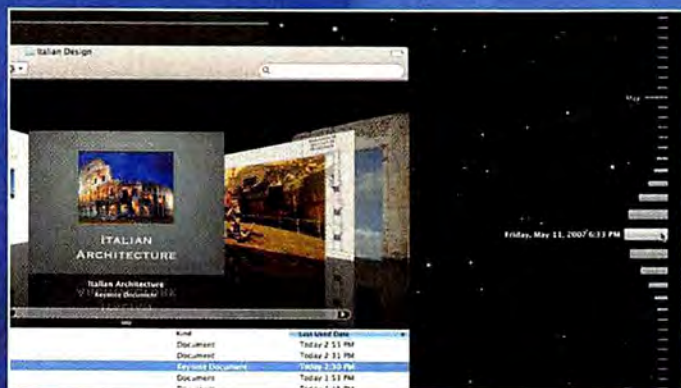 Italian Design
May
Friday, May 11, 2007 6:33 PM
ITALIAN
ARCHITECTURE
Italian Architecture
Keynote Document
Kind Last Used Date
Document Today 2:53 PM
Document Today 2:31 PM
Keynote Document Today 2:30 PM
Document Today 1:53 PM